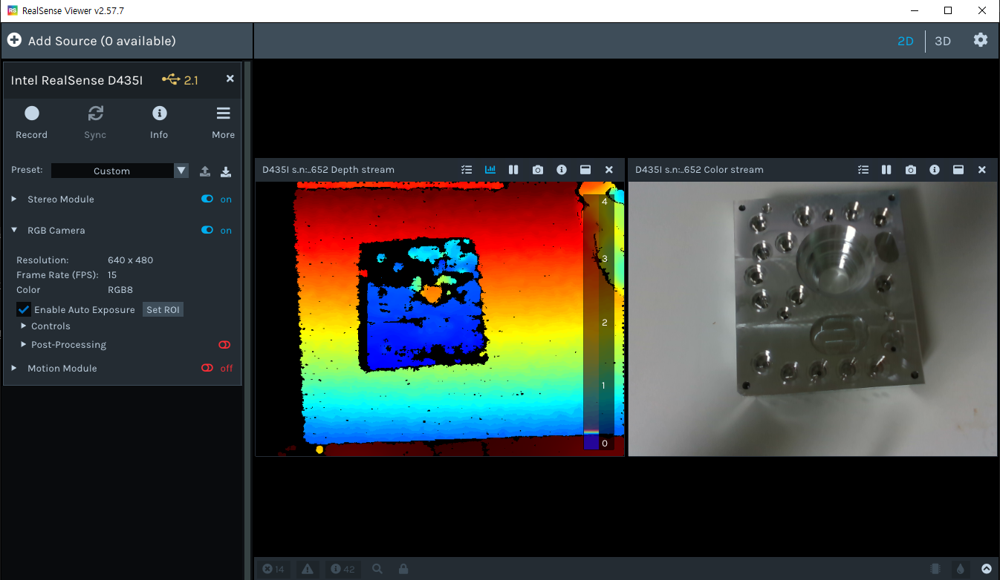 RS RealSense Viewer v2.57.7
Add Source (0 available)
2D
3D
Intel RealSense D435I
2.1
Record
Sync
Info
More
Preset:
Custom
Stereo Module
on
RGB Camera
on
Resolution:
640 x 480
Frame Rate (FPS):
15
Color
RGB8
Enable Auto Exposure
Set ROI
Controls
Post-Processing
Motion Module
off
D435I s.n:..652 Depth stream
4
3
2
1
0
D435I s.n:..652 Color stream
14
42